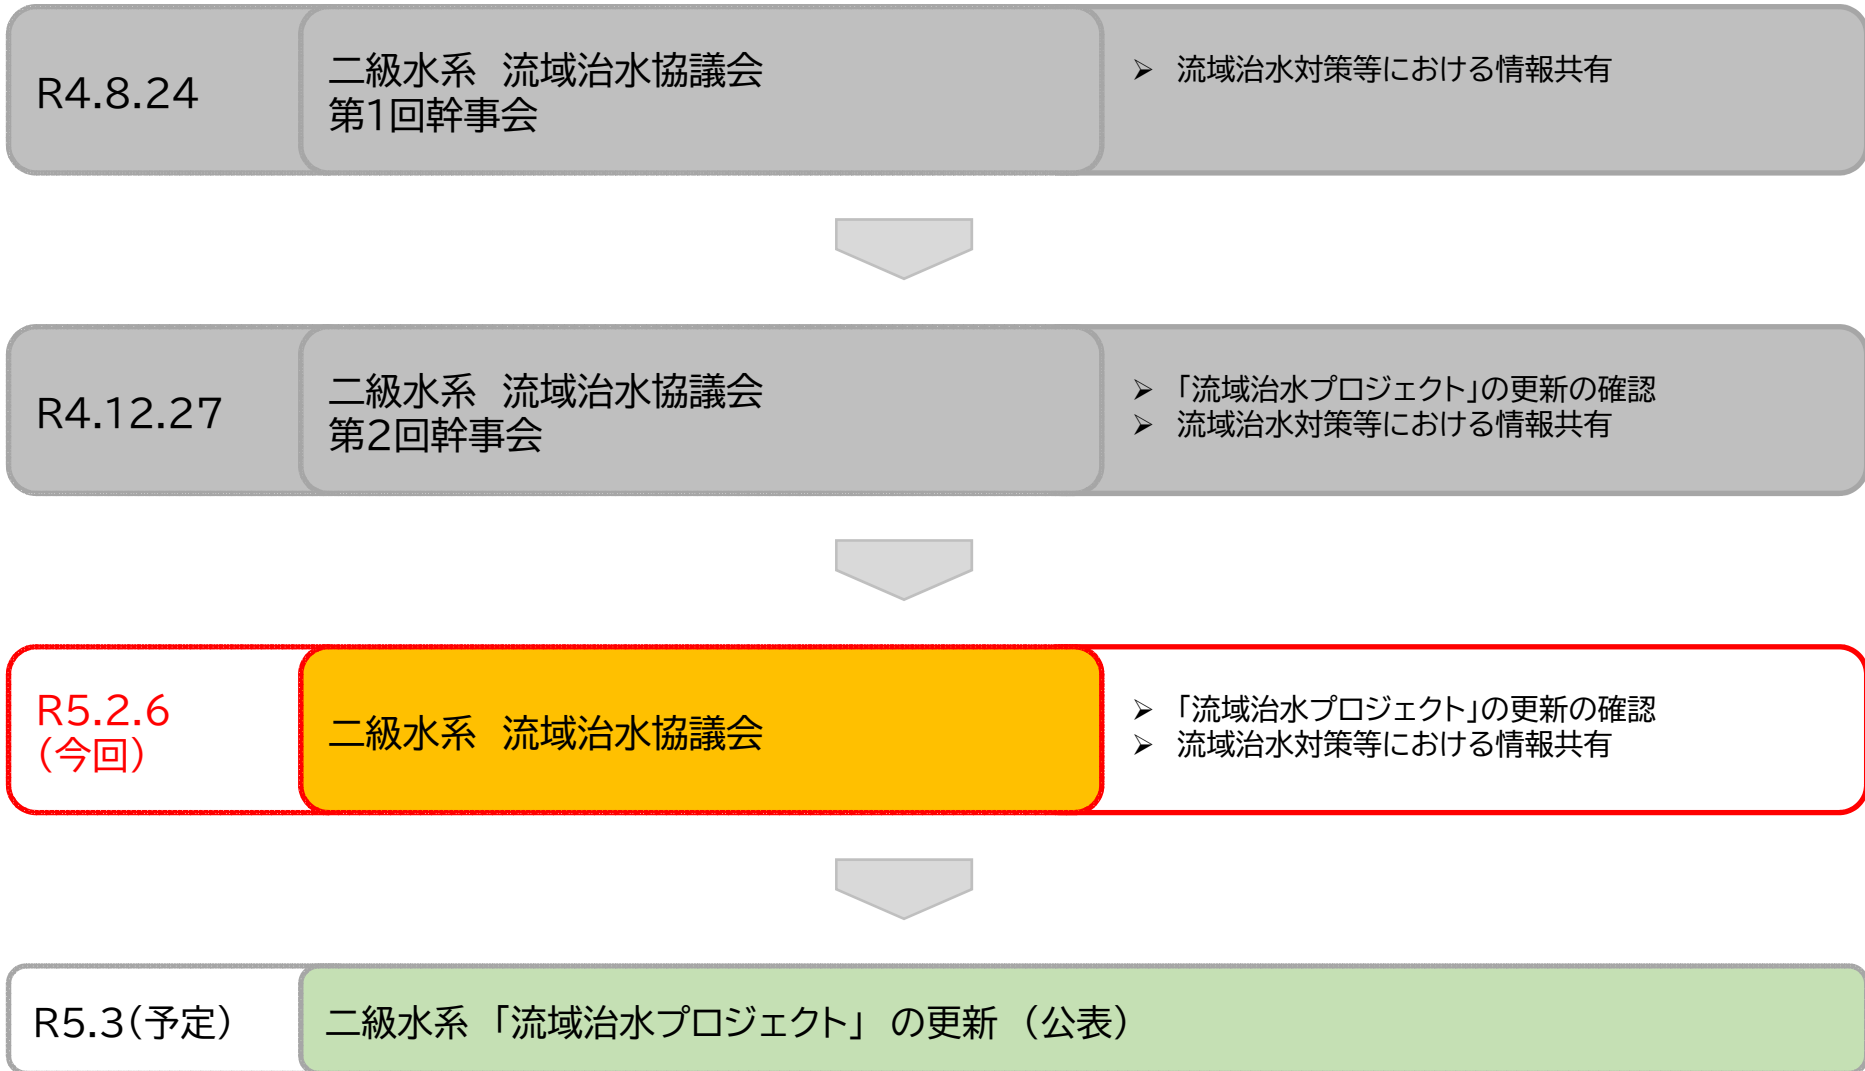 R4.8.24
二級水系　流域治水協議会
第1回幹事会
➢ 流域治水対策等における情報共有
R4.12.27
二級水系　流域治水協議会
第2回幹事会
➢ 「流域治水プロジェクト」の更新の確認
➢ 流域治水対策等における情報共有
R5.2.6
（今回）
二級水系　流域治水協議会
➢ 「流域治水プロジェクト」の更新の確認
➢ 流域治水対策等における情報共有
R5.3（予定）
二級水系 「流域治水プロジェクト」 の更新 （公表）